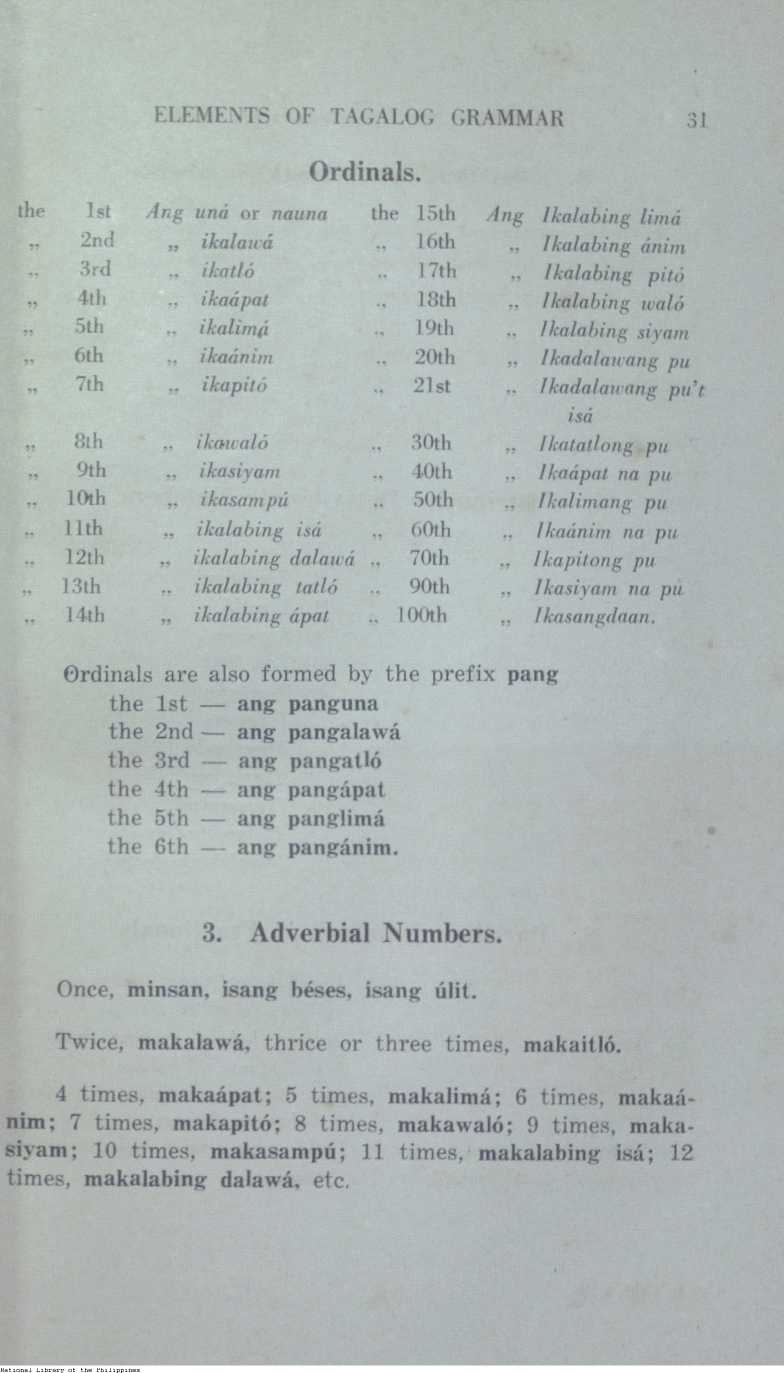 ELEMENTS OF TAGALOG GRAMMAR 31
Ordinals.
the 1st Ang uná or nauna the 15th Ang Ikalabing limá
„ 2nd „ ikalawá „ 16th „ Ikalabing ánim
„ 3rd „ ikatló „ 17th „ Ikalabing pitó
„ 4th „ ikaápat „ 18th „ Ikalabing waló
„ 5th „ ikalimá „ 19th „ Ikalabing siyam
„ 6th „ ikaánim „ 20th „ Ikadalawang pu
„ 7th „ ikapitó „ 21st „ Ikadalawang pu't
isá
„ 8th „ ikawaló „ 30th „ Ikatatlong pu
„ 9th „ ikasiyam „ 40th „ Ikaápat na pu
„ 10th „ ikasampú „ 50th „ Ikalimang pu
„ 11th „ ikalabing isá „ 60th „ Ikaánim na pu
„ 12th „ ikalabing dalawá „ 70th „ Ikapitong pu
„ 13th „ ikalabing tatló „ 90th „ Ikasiyam na pu
„ 14th „ ikalabing ápat „ 100th „ Ikasangdaan.
Ordinals are also formed by the prefix pang
the 1st — ang panguna
the 2nd — ang pangalawá
the 3rd — ang pangatló
the 4th — ang pangápat
the 5th — ang panglimá
the 6th — ang pangánim.
3. Adverbial Numbers.
Once, minsan, isang béses, isang úlit.
Twice, makalawá, thrice or three times, makaitló.
4 times, makaápat; 5 times, makalimá; 6 times, makaá-
nim; 7 times, makapitó; 8 times, makawaló; 9 times, maka-
siyam; 10 times, makasampú; 11 times, makalabing isá; 12
times, makalabing dalawá, etc.
National Library of the Philippines